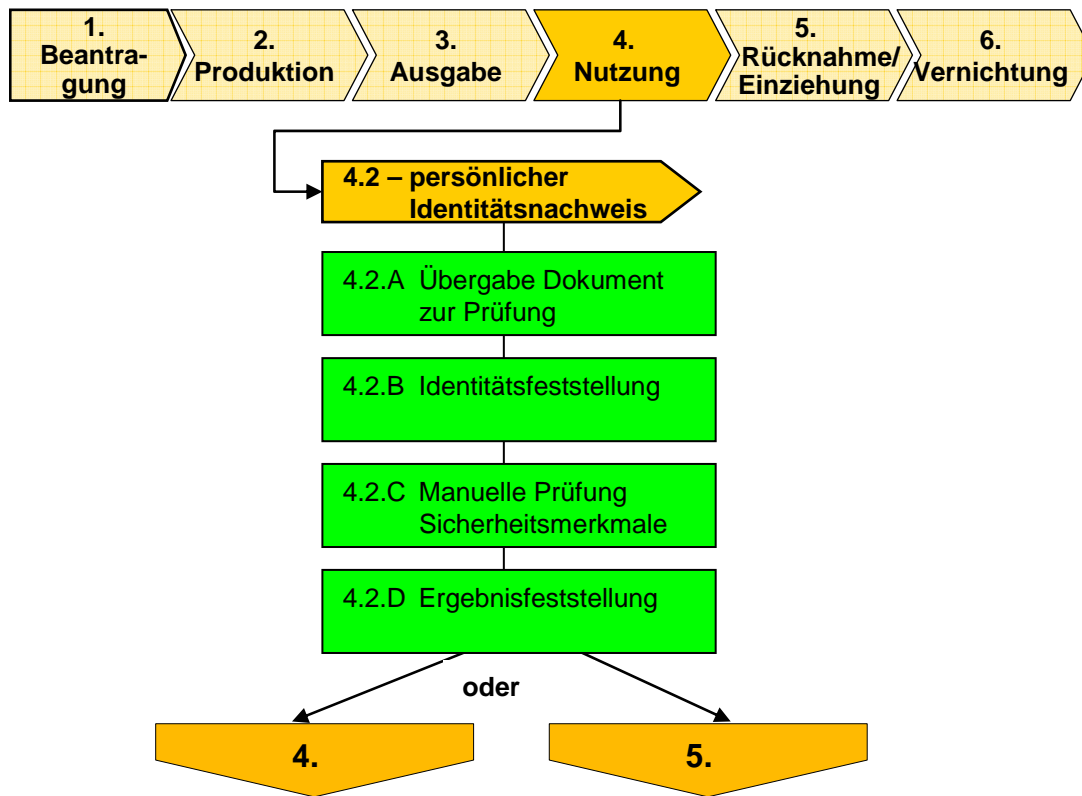 1.
Beantra-
gung
2.
Produktion
3.
Ausgabe
4.
Nutzung
5.
Rücknahme/
Einziehung
6.
Vernichtung
4.2 – persönlicher
Identitätsnachweis
4.2.A Übergabe Dokument
zur Prüfung
4.2.B Identitätsfeststellung
4.2.C Manuelle Prüfung
Sicherheitsmerkmale
4.2.D Ergebnisfeststellung
oder
4.
5.